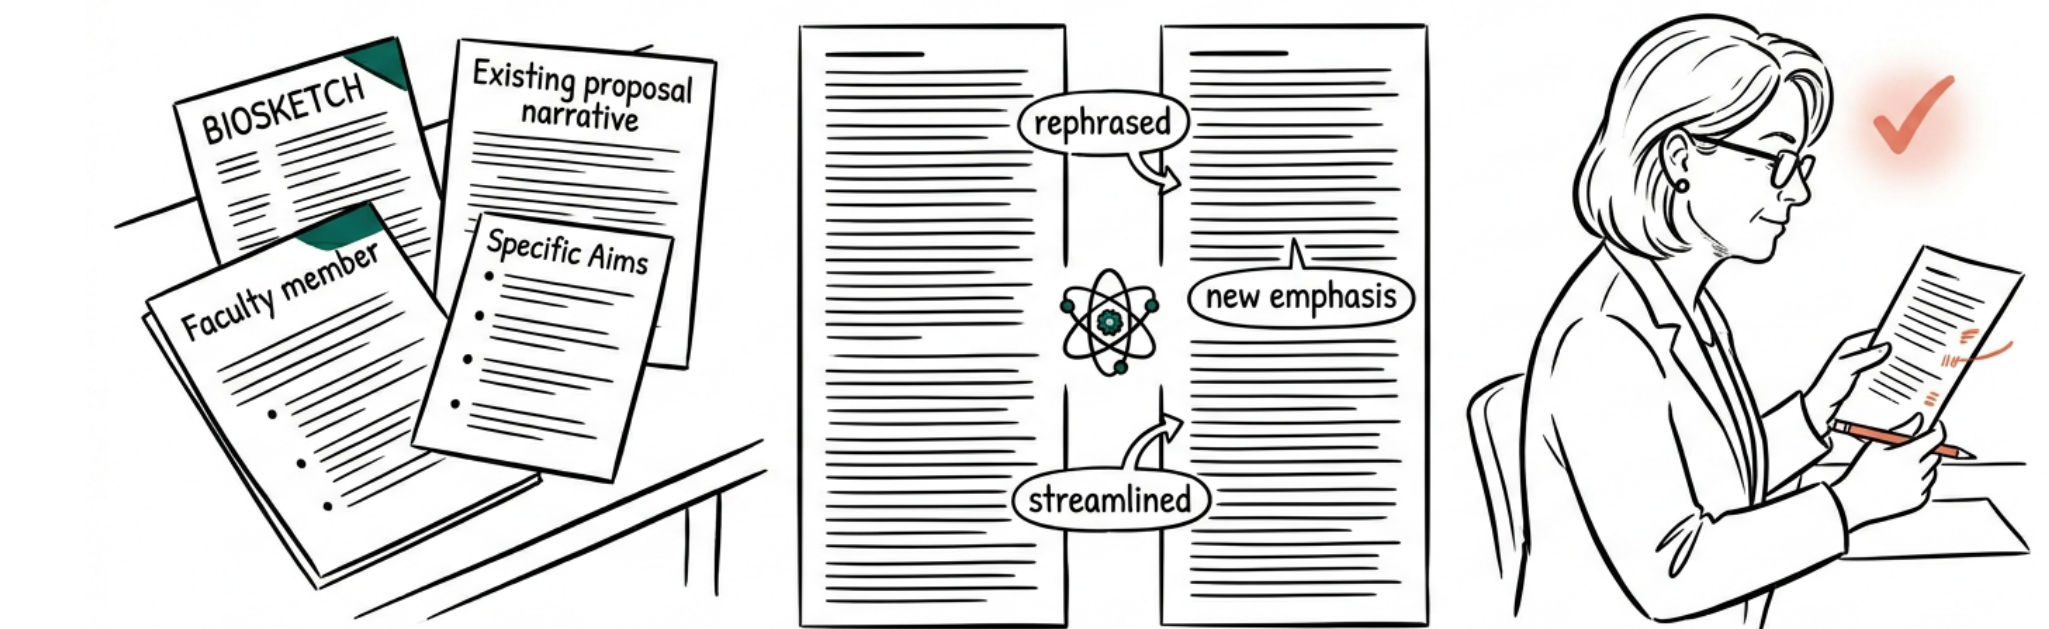 BIOSKETCH
Existing proposal
narrative
Faculty member
Specific Aims
rephrased
new emphasis
streamlined